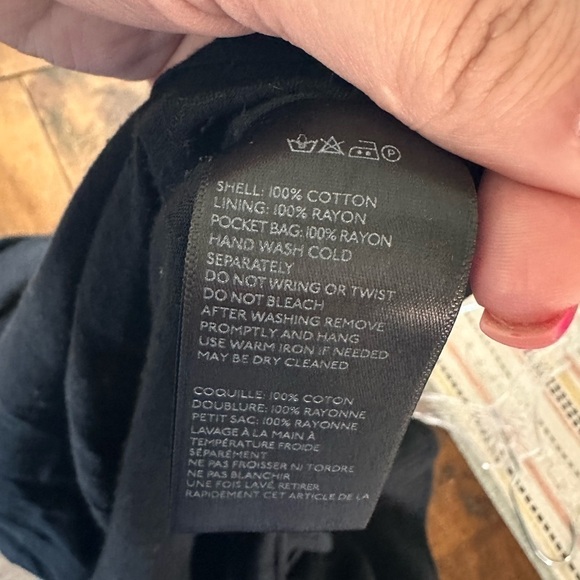 P
SHELL: 100% COTTON
LINING: 100% RAYON
POCKET BAG: 100% RAYON
HAND WASH COLD
SEPARATELY
DO NOT WRING OR TWIST
DO NOT BLEACH
AFTER WASHING REMOVE
PROMPTLY AND HANG
USE WARM IRON IF NEEDED
MAY BE DRY CLEANED
COQUILLE: 100% COTON
DOUBLURE: 100% RAYONNE
PETIT SAC: 100% RAYONNE
LAVAGE À LA MAIN À
TEMPÉRATURE FROIDE
SÉPARÉMENT
NE PAS FROISSER NI TORDRE
NE PAS BLANCHIR
UNE FOIS LAVÉ, RETIRER
RAPIDEMENT CET ARTICLE DE LA